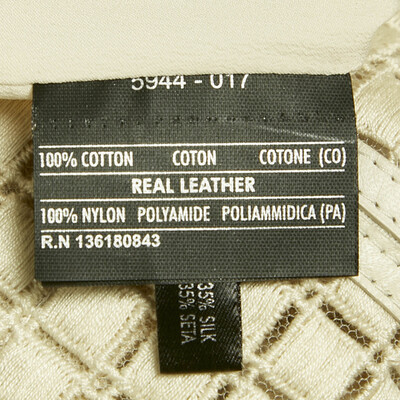 5944 - 017
100% COTTON COTON COTONE (CO)
REAL LEATHER
100% NYLON POLYAMIDE POLIAMMIDICA (PA)
R.N 136180843
35% SILK
35% SETA